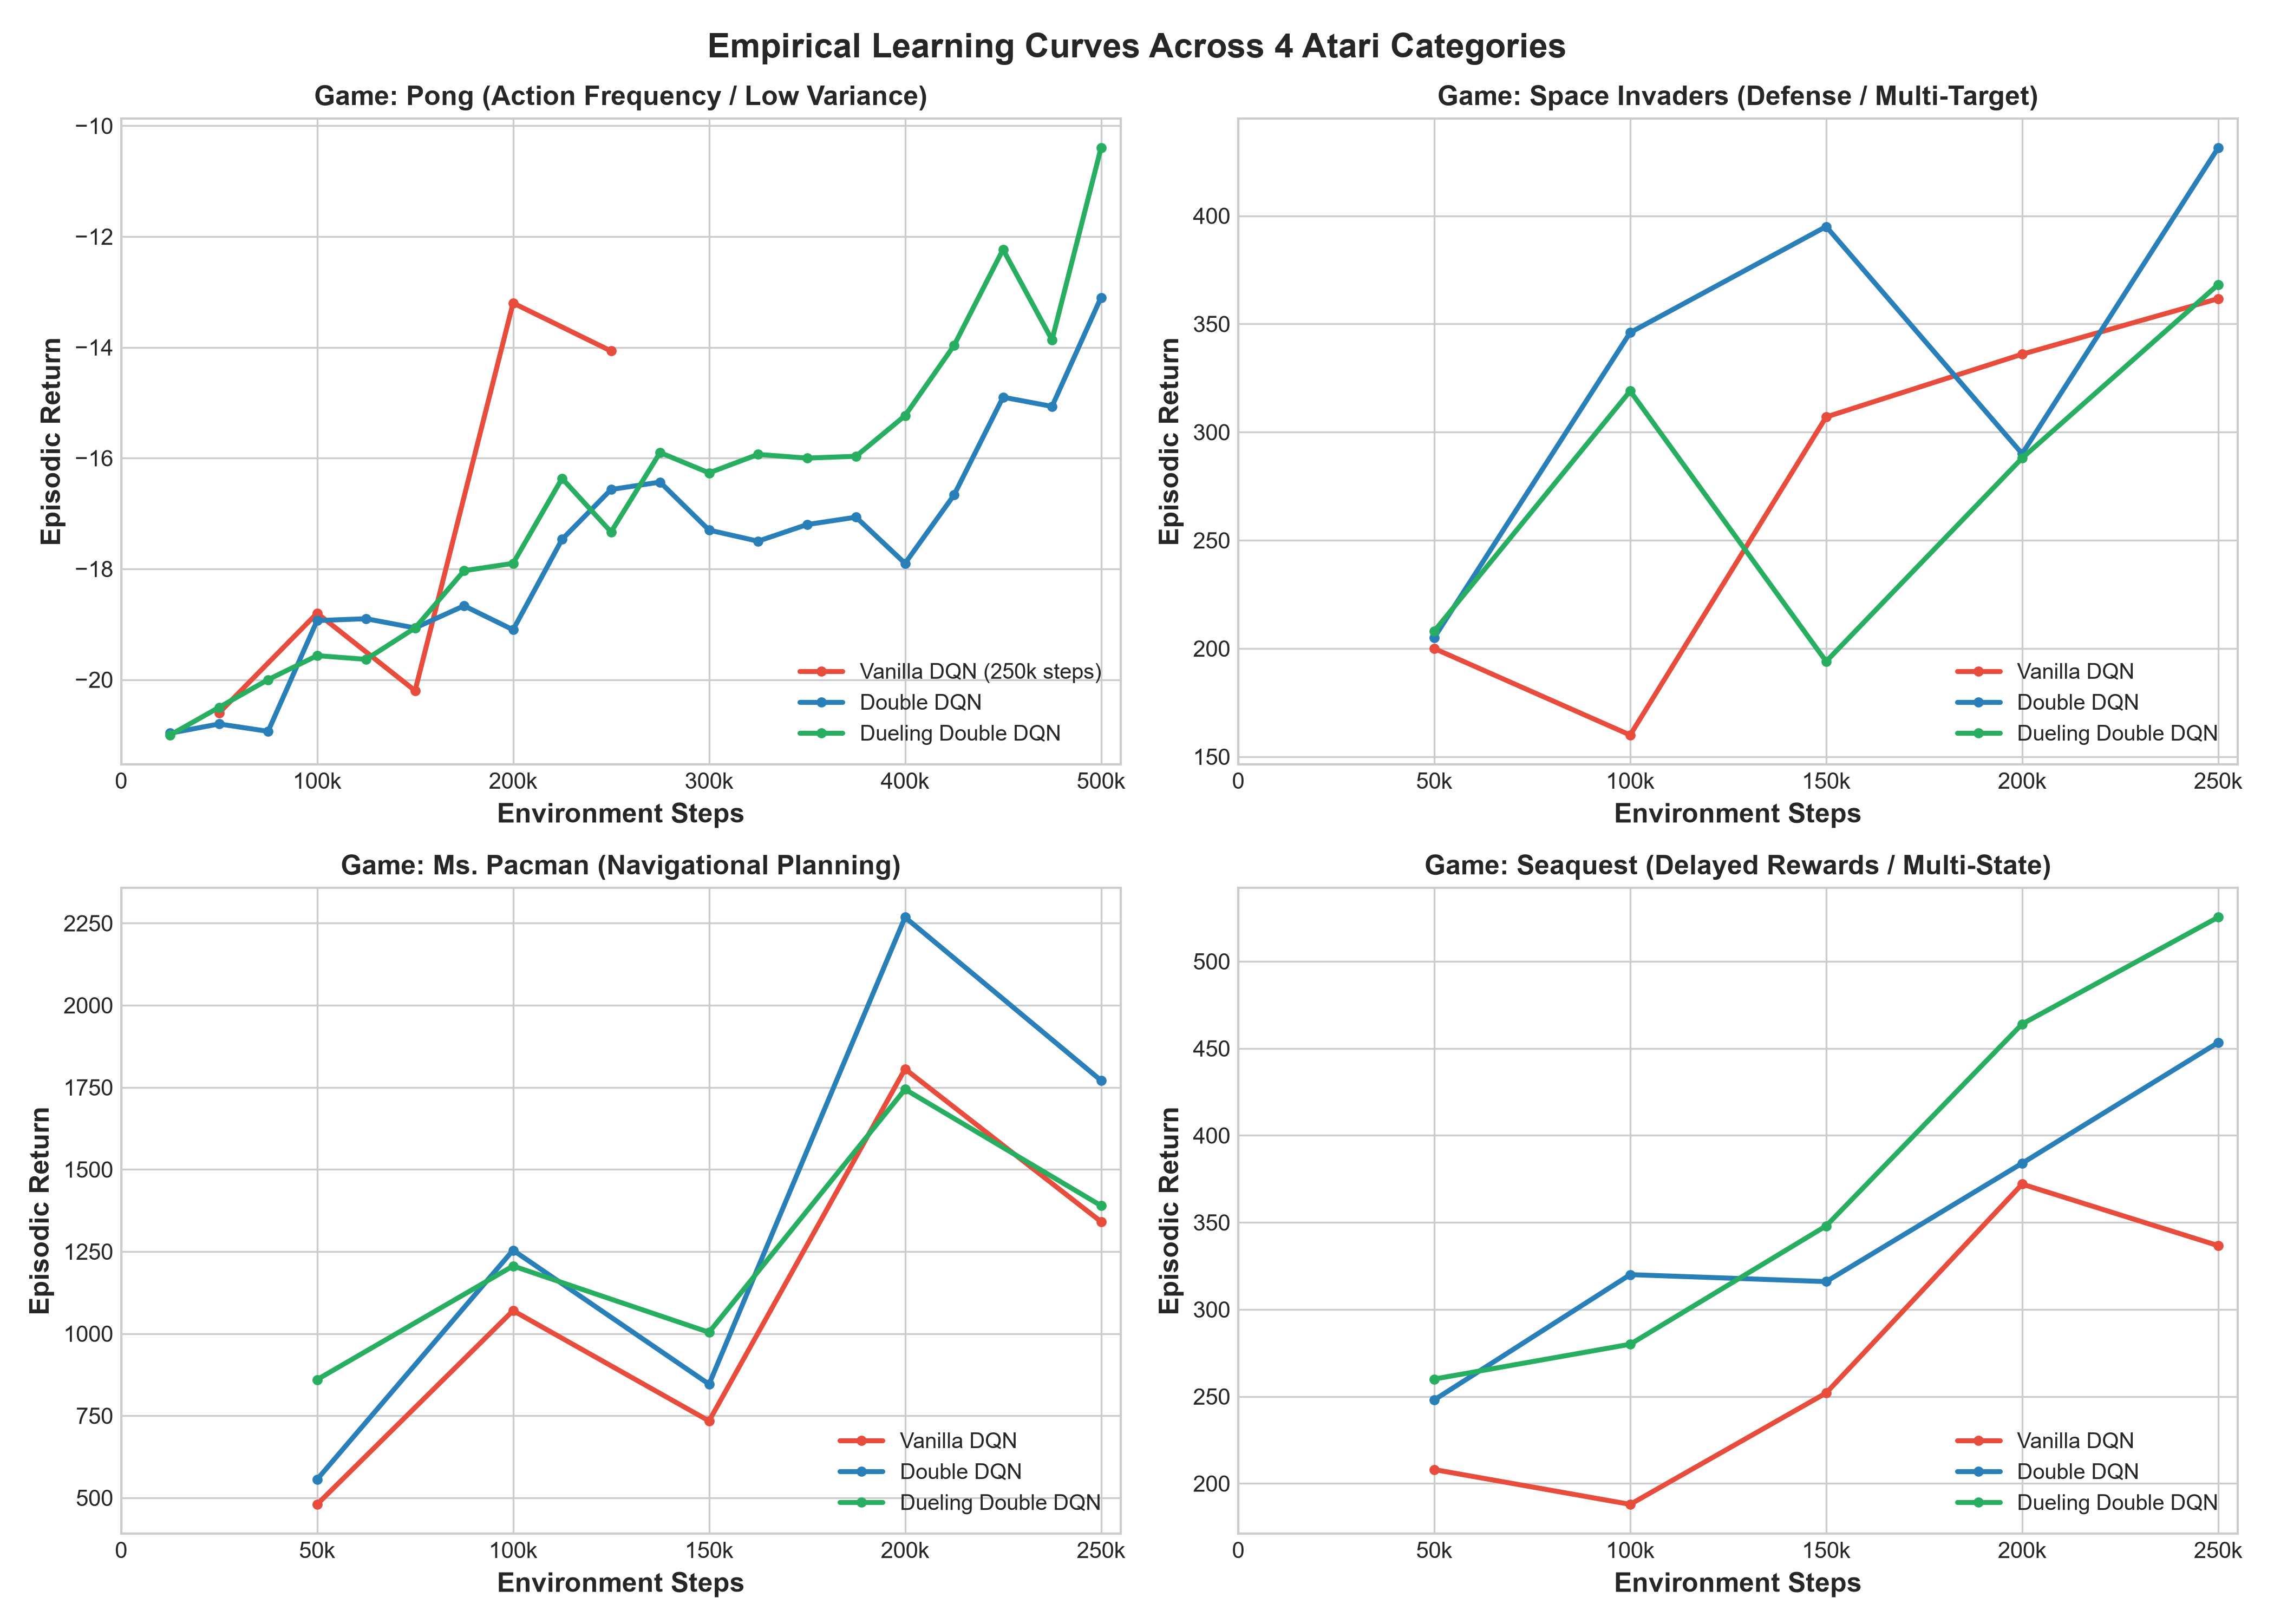 Empirical Learning Curves Across 4 Atari Categories
Game: Pong (Action Frequency / Low Variance)
Episodic Return
−10
−12
−14
−16
−18
−20
0
100k
200k
300k
400k
500k
Environment Steps
Vanilla DQN (250k steps)
Double DQN
Dueling Double DQN
Game: Space Invaders (Defense / Multi-Target)
Episodic Return
400
350
300
250
200
150
0
50k
100k
150k
200k
250k
Environment Steps
Vanilla DQN
Double DQN
Dueling Double DQN
Game: Ms. Pacman (Navigational Planning)
Episodic Return
2250
2000
1750
1500
1250
1000
750
500
0
50k
100k
150k
200k
250k
Environment Steps
Vanilla DQN
Double DQN
Dueling Double DQN
Game: Seaquest (Delayed Rewards / Multi-State)
Episodic Return
500
450
400
350
300
250
200
0
50k
100k
150k
200k
250k
Environment Steps
Vanilla DQN
Double DQN
Dueling Double DQN